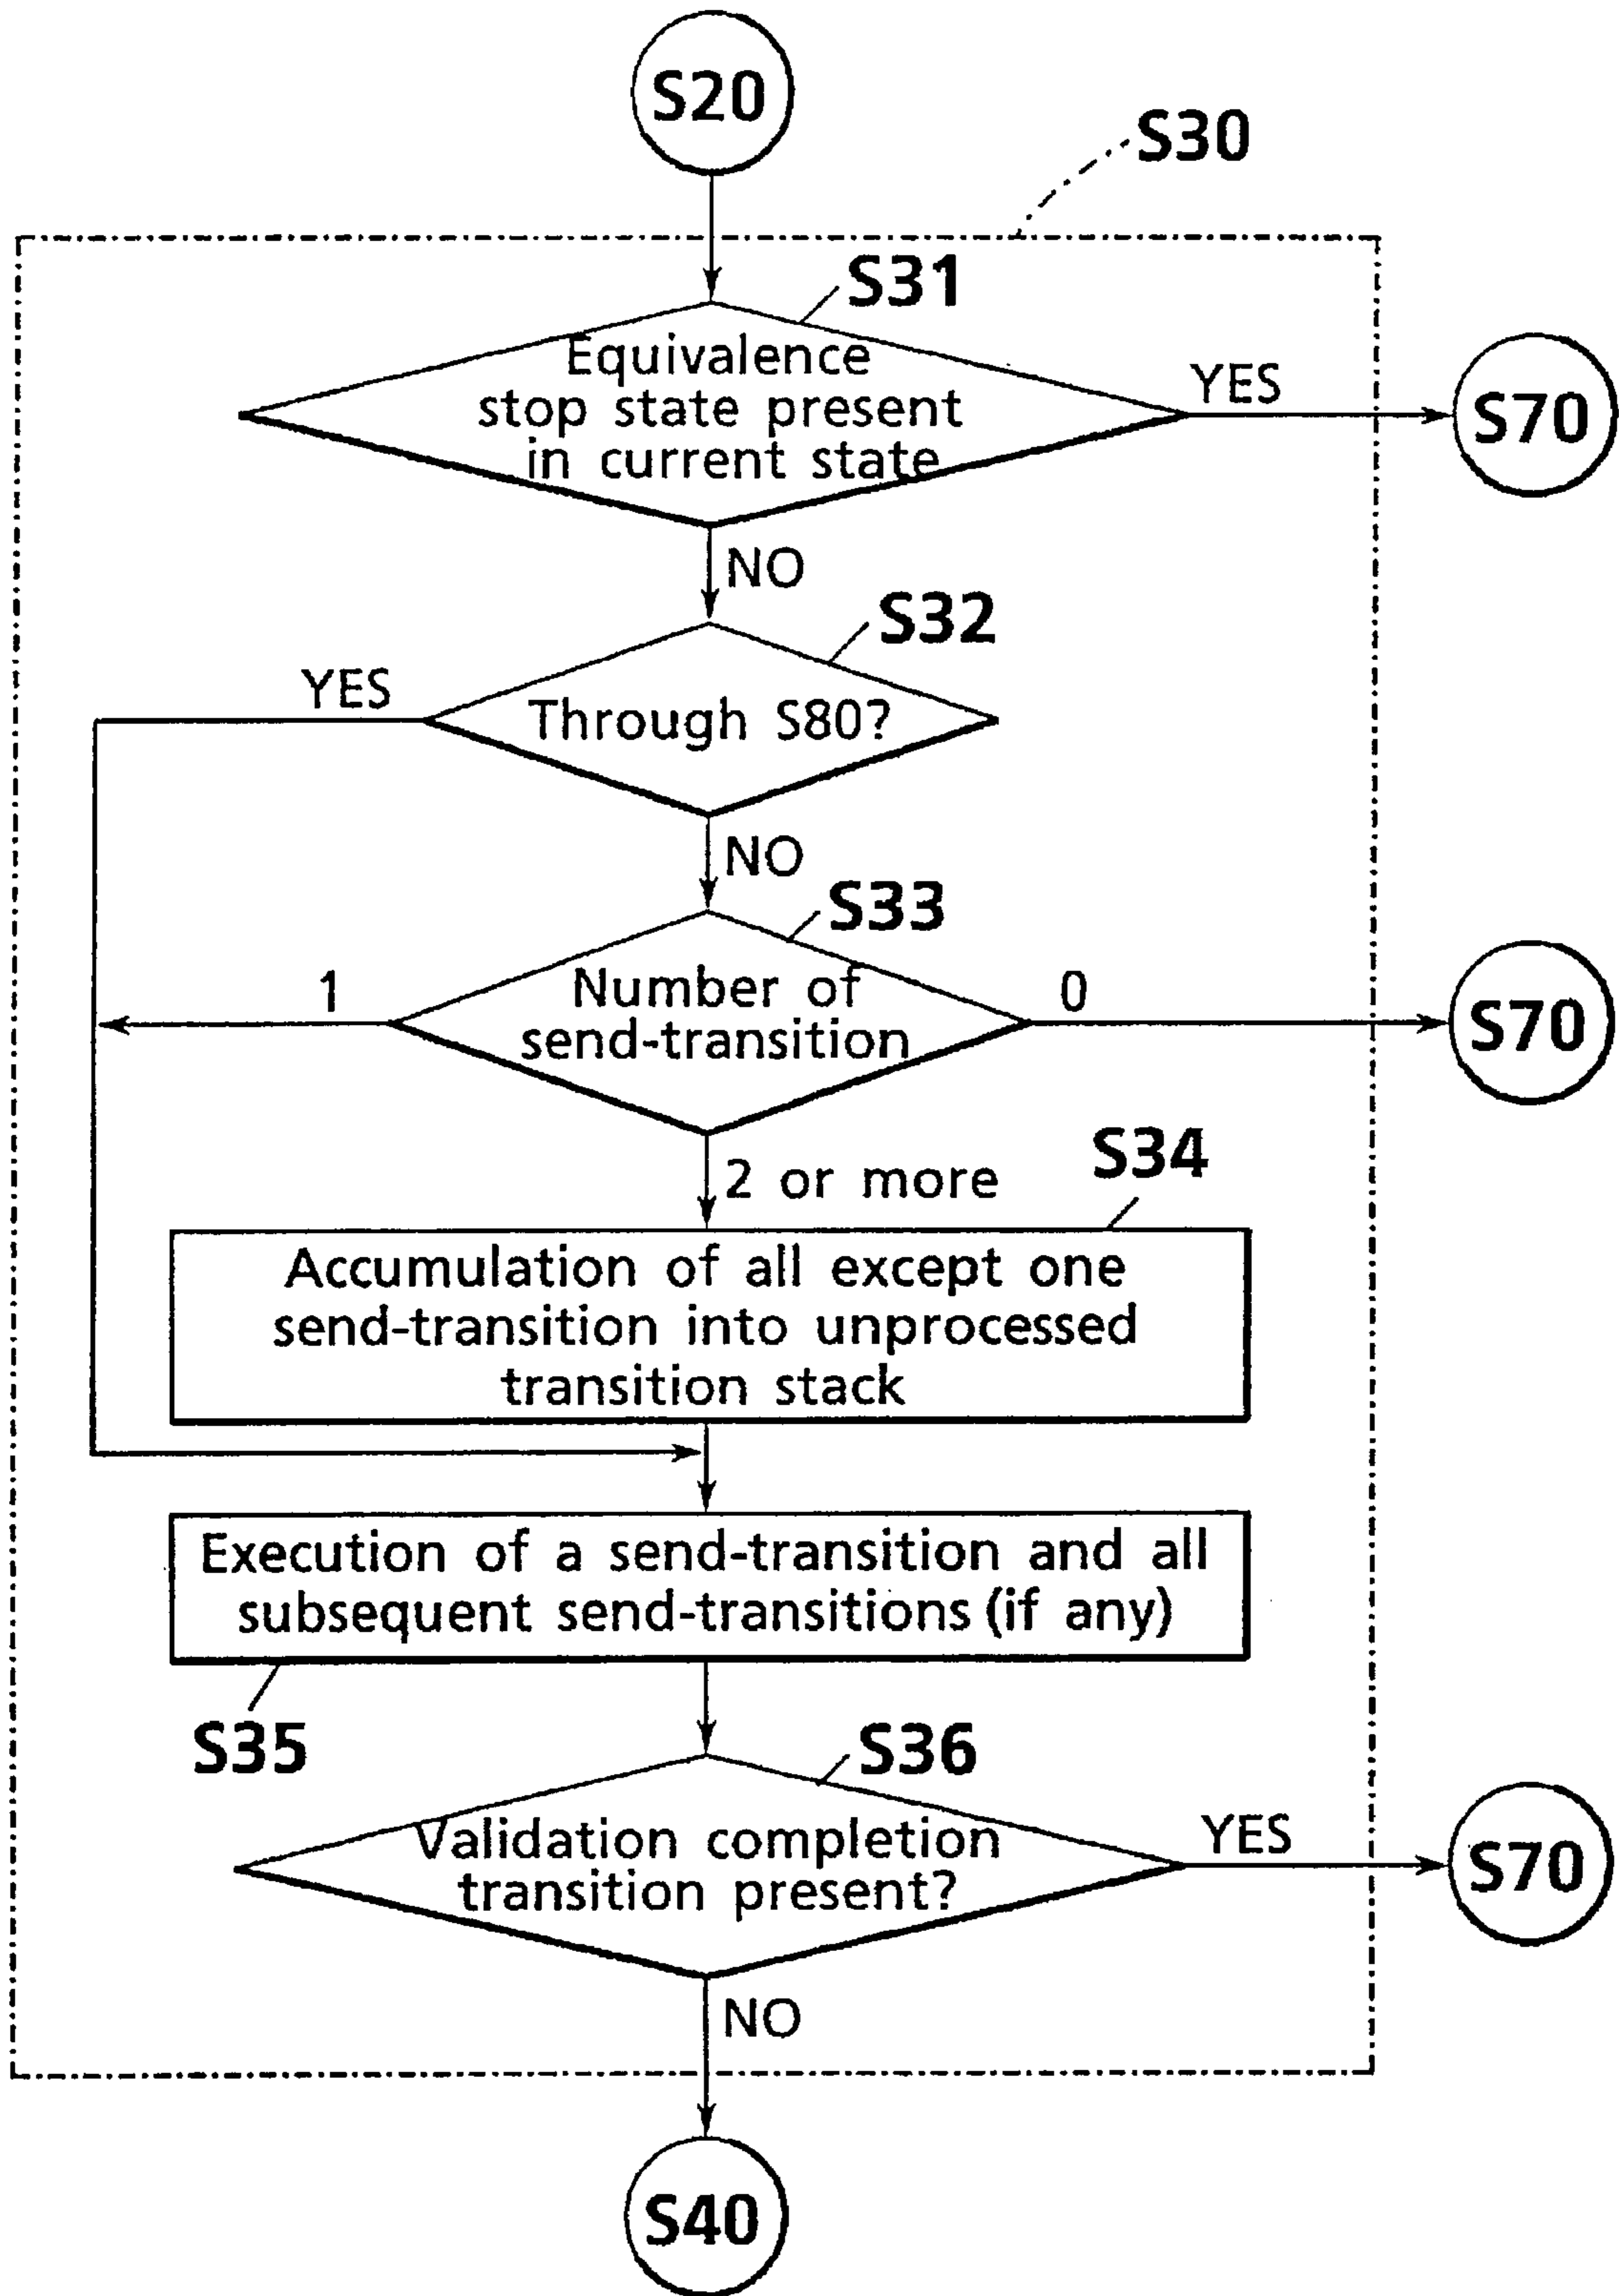 S20
S30
S31
Equivalence
stop state present
in current state
YES
S70
NO
S32
YES
Through S80?
NO
S33
1
Number of
send-transition
0
S70
2 or more
S34
Accumulation of all except one
send-transition into unprocessed
transition stack
Execution of a send-transition and all
subsequent send-transitions (if any)
S35
S36
Validation completion
transition present?
YES
S70
NO
S40